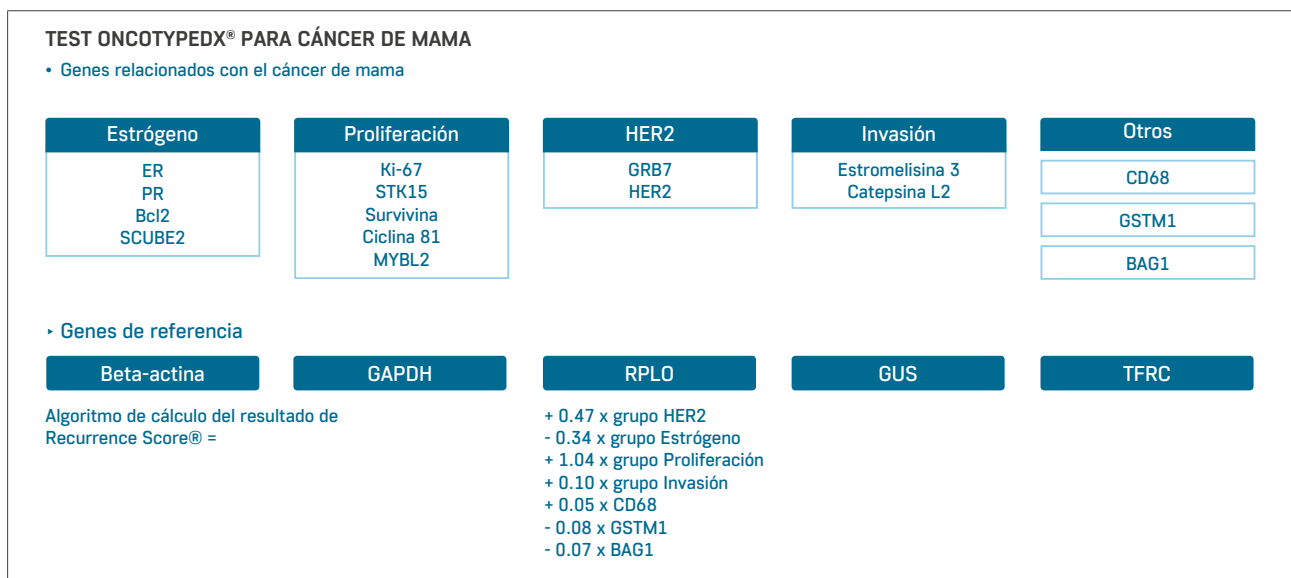 TEST ONCOTYPEDX® PARA CÁNCER DE MAMA
• Genes relacionados con el cáncer de mama
Estrógeno
ER
PR
Bcl2
SCUBE2
Proliferación
Ki-67
STK15
Survivina
Ciclina 81
MYBL2
HER2
GRB7
HER2
Invasión
Estromelisina 3
Catepsina L2
Otros
CD68
GSTM1
BAG1
‣ Genes de referencia
Beta-actina
GAPDH
RPLO
GUS
TFRC
Algoritmo de cálculo del resultado de
Recurrence Score® =
+ 0.47 x grupo HER2
- 0.34 x grupo Estrógeno
+ 1.04 x grupo Proliferación
+ 0.10 x grupo Invasión
+ 0.05 x CD68
- 0.08 x GSTM1
- 0.07 x BAG1